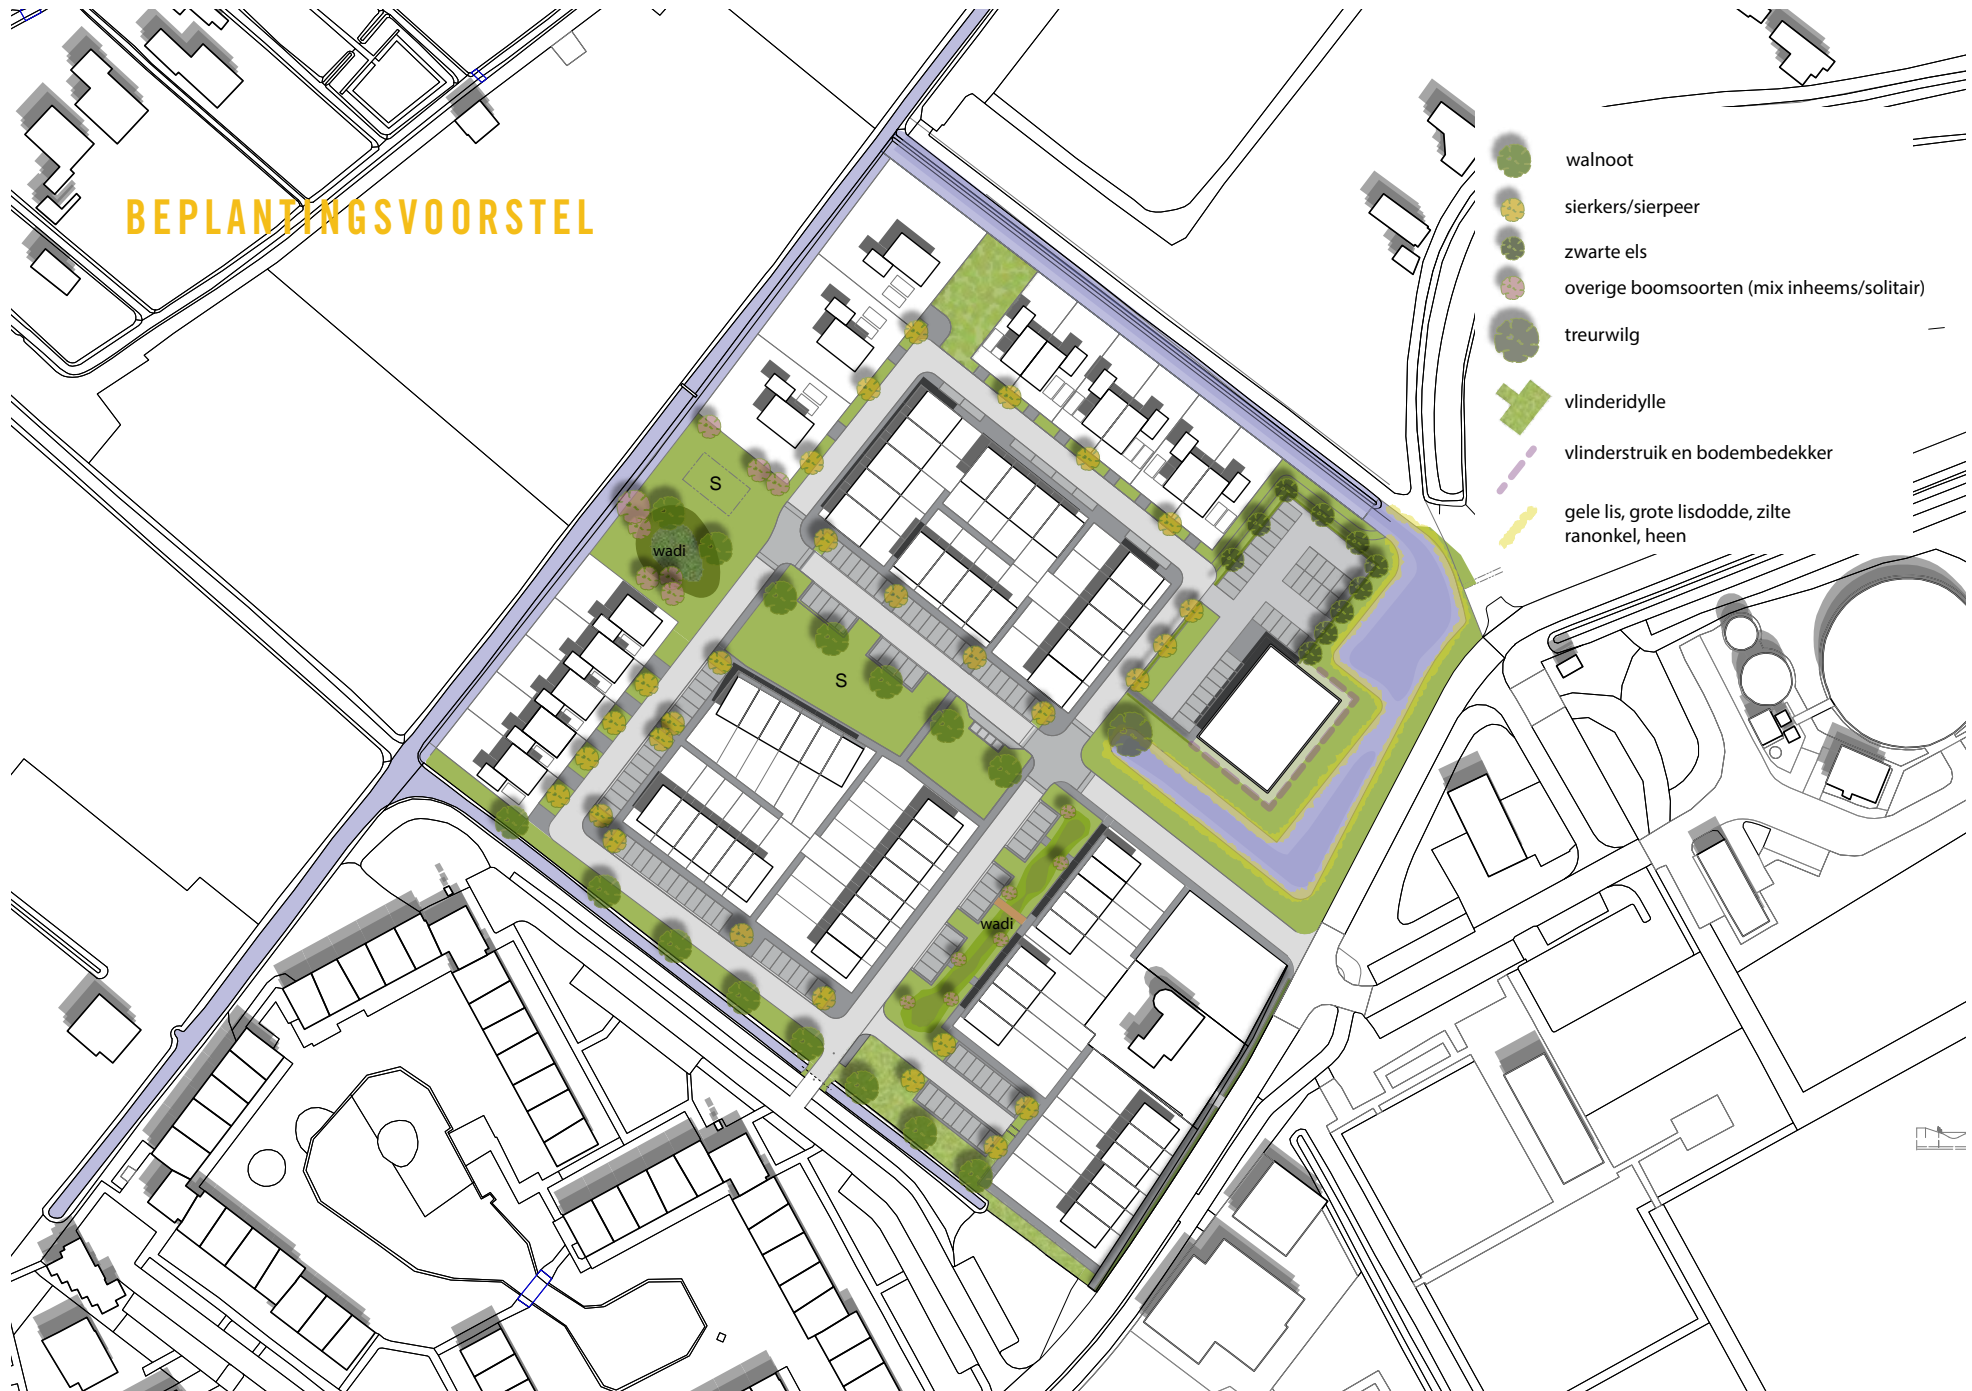 BEPLANTINGSVOORSTEL
walnoot
sierkers/sierpeer
zwarte els
overige boomsoorten (mix inheems/solitair)
treurwilg
vlinderidylle
vlinderstruik en bodembedekker
gele lis, grote lisdodde, zilte
ranonkel, heen
S
wadi
S
wadi